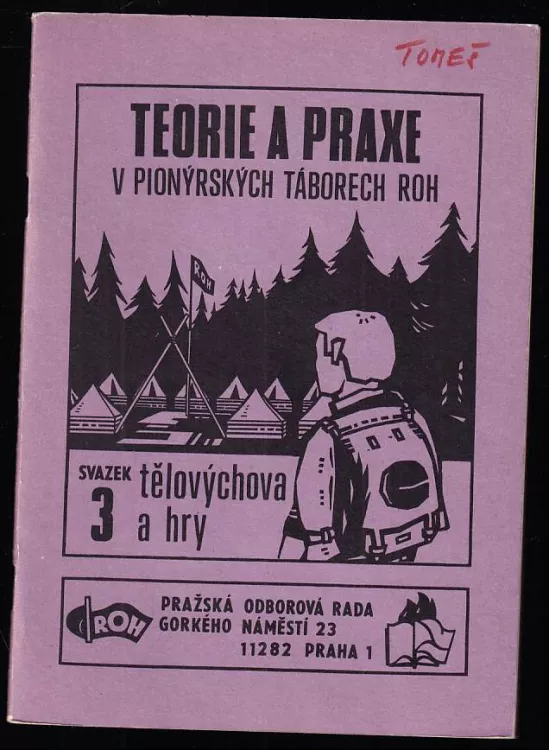 TOMEŠ
TEORIE A PRAXE
V PIONÝRSKÝCH TÁBORECH ROH
ROH
SVAZEK
3
tělovýchova
a hry
ROH
PRAŽSKÁ ODBOROVÁ RADA
GORKÉHO NÁMĚSTÍ 23
11282 PRAHA 1